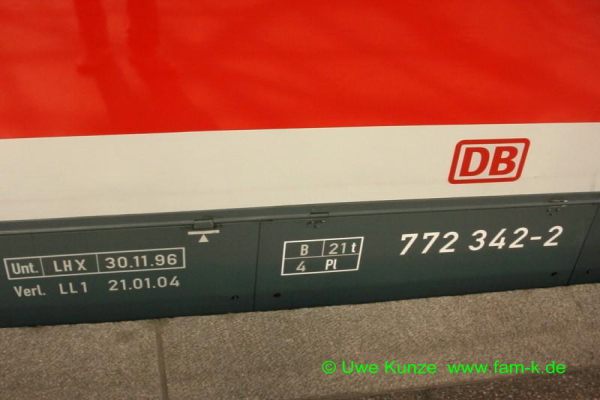 DB
772 342-2
B 21 t
4 Pl
Unt. LHX 30.11.96
Verl. LL1 21.01.04
© Uwe Kunze www.fam-k.de